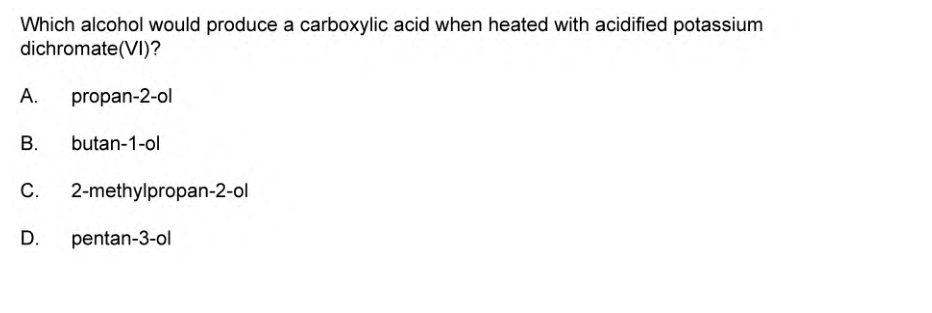 Which alcohol would produce a carboxylic acid when heated with acidified potassium
dichromate(VI)?
A. propan-2-ol
B. butan-1-ol
C. 2-methylpropan-2-ol
D. pentan-3-ol